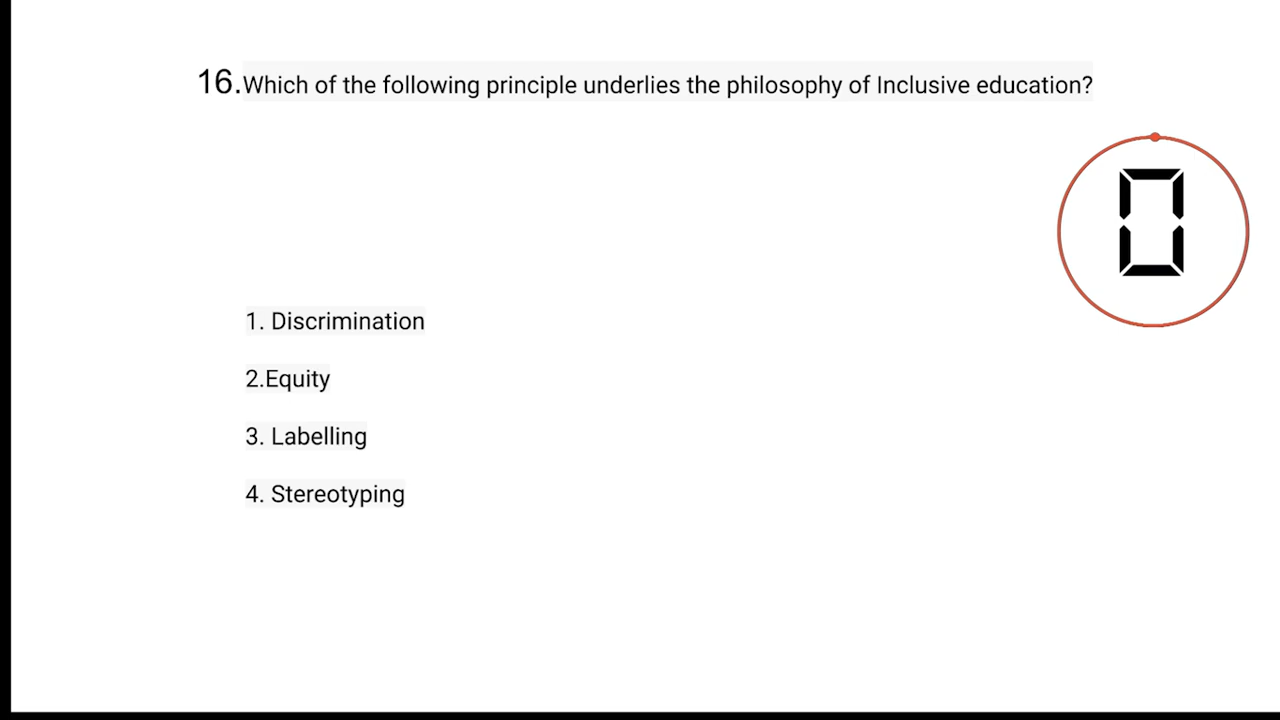 16.Which of the following principle underlies the philosophy of Inclusive education?
0
1. Discrimination
2.Equity
3. Labelling
4. Stereotyping